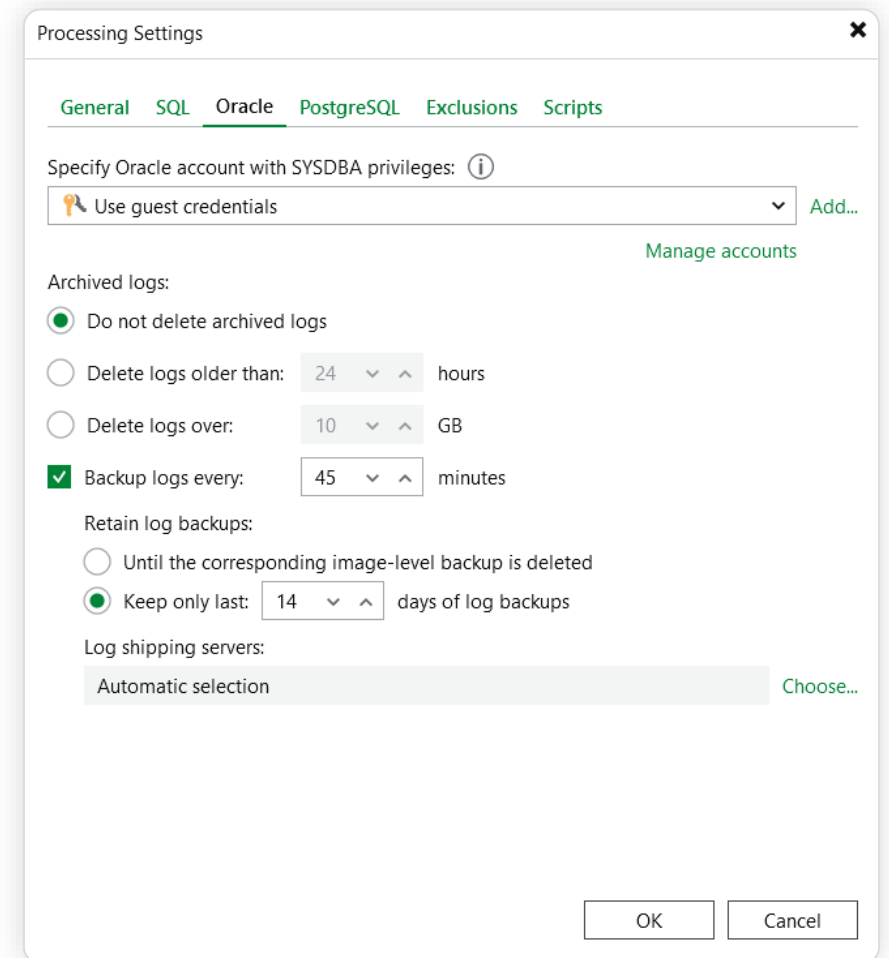 Processing Settings
General SQL Oracle PostgreSQL Exclusions Scripts
Specify Oracle account with SYSDBA privileges:
Use guest credentials Add...
Manage accounts
Archived logs:
Do not delete archived logs
Delete logs older than: 24 hours
Delete logs over: 10 GB
Backup logs every: 45 minutes
Retain log backups:
Until the corresponding image-level backup is deleted
Keep only last: 14 days of log backups
Log shipping servers:
Automatic selection Choose...
OK Cancel